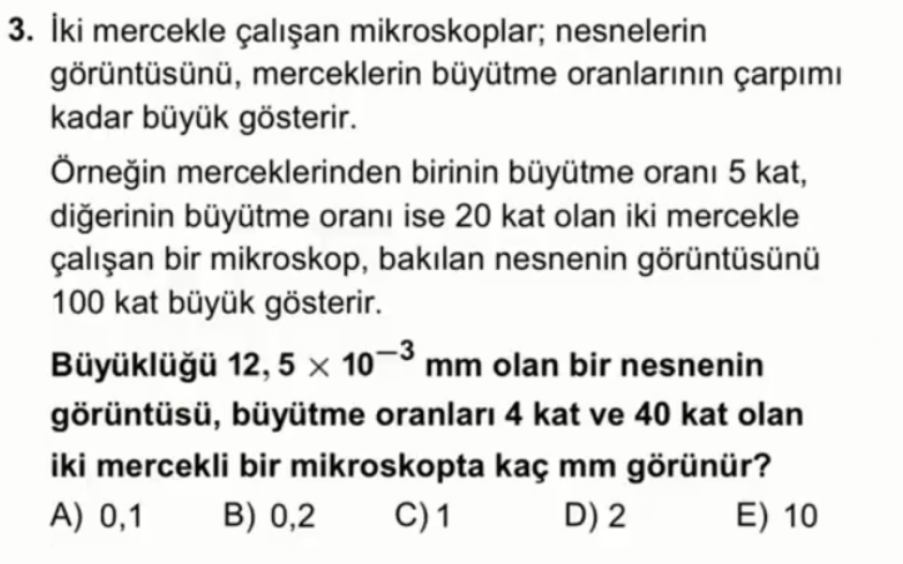 3. İki mercekle çalışan mikroskoplar; nesnelerin
görüntüsünü, merceklerin büyütme oranlarının çarpımı
kadar büyük gösterir.
Örneğin merceklerinden birinin büyütme oranı 5 kat,
diğerinin büyütme oranı ise 20 kat olan iki mercekle
çalışan bir mikroskop, bakılan nesnenin görüntüsünü
100 kat büyük gösterir.
Büyüklüğü 12, 5 × 10⁻³ mm olan bir nesnenin
görüntüsü, büyütme oranları 4 kat ve 40 kat olan
iki mercekli bir mikroskopta kaç mm görünür?
A) 0,1 B) 0,2 C) 1 D) 2 E) 10